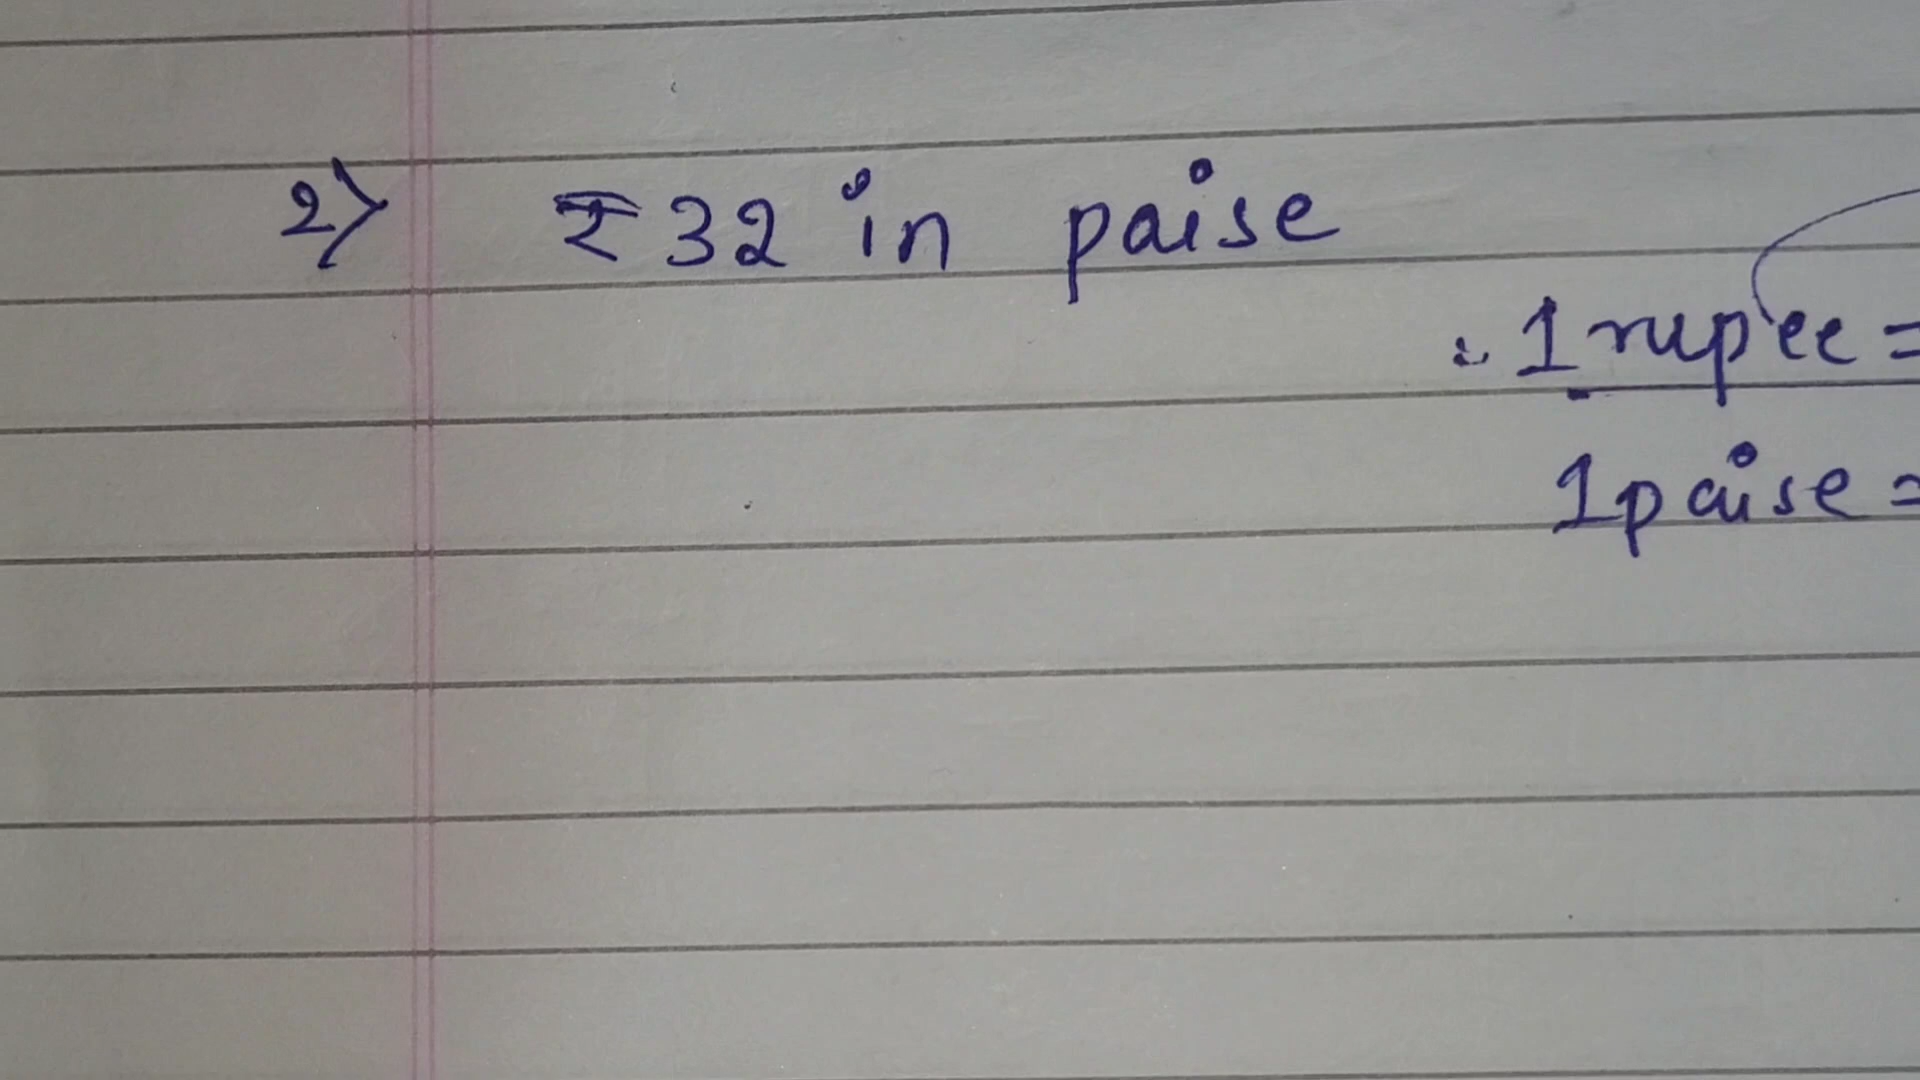 2) ₹32 in paise
1 rupee =
1 paise =